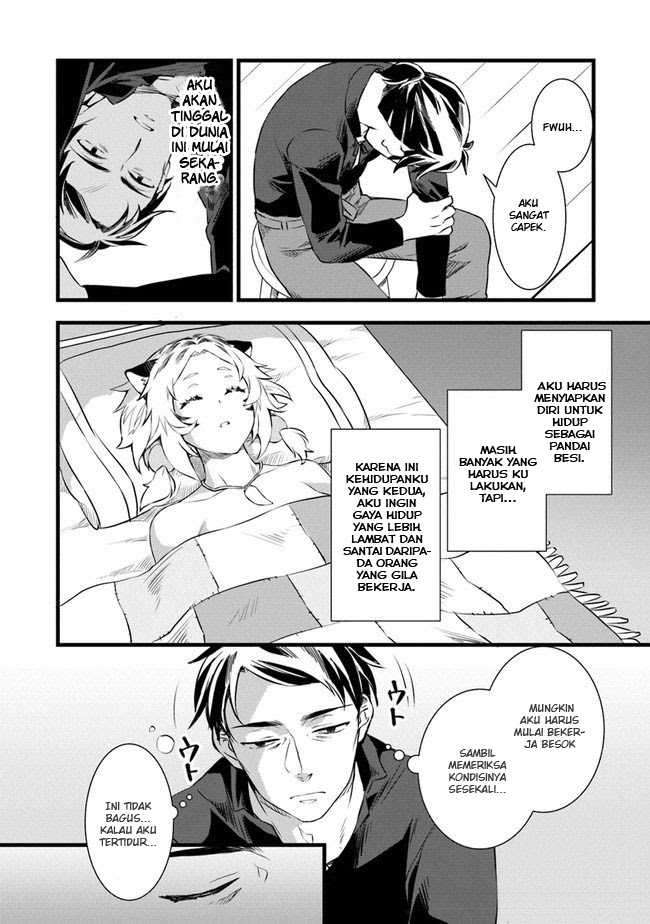 FWUH...
AKU
SANGAT
CAPEK.
AKU
AKAN
TINGGAL
DI DUNIA
INI MULAI
SEKA-
RANG.
AKU HARUS
MENYIAPKAN
DIRI UNTUK
HIDUP
SEBAGAI
PANDAI
BESI.
MASIH
BANYAK YANG
HARUS KU
LAKUKAN,
TAPI...
KARENA INI
KEHIDUPANKU
YANG KEDUA,
AKU INGIN
GAYA HIDUP
YANG LEBIH
LAMBAT DAN
SANTAI DARIPA-
DA ORANG
YANG GILA
BEKERJA.
MUNGKIN
AKU HARUS
MULAI BEKER-
JA BESOK
SAMBIL
MEMERIKSA
KONDISINYA
SESEKALI...
ウト
ウト
INI TIDAK
BAGUS...
KALAU AKU
TERTIDUR...